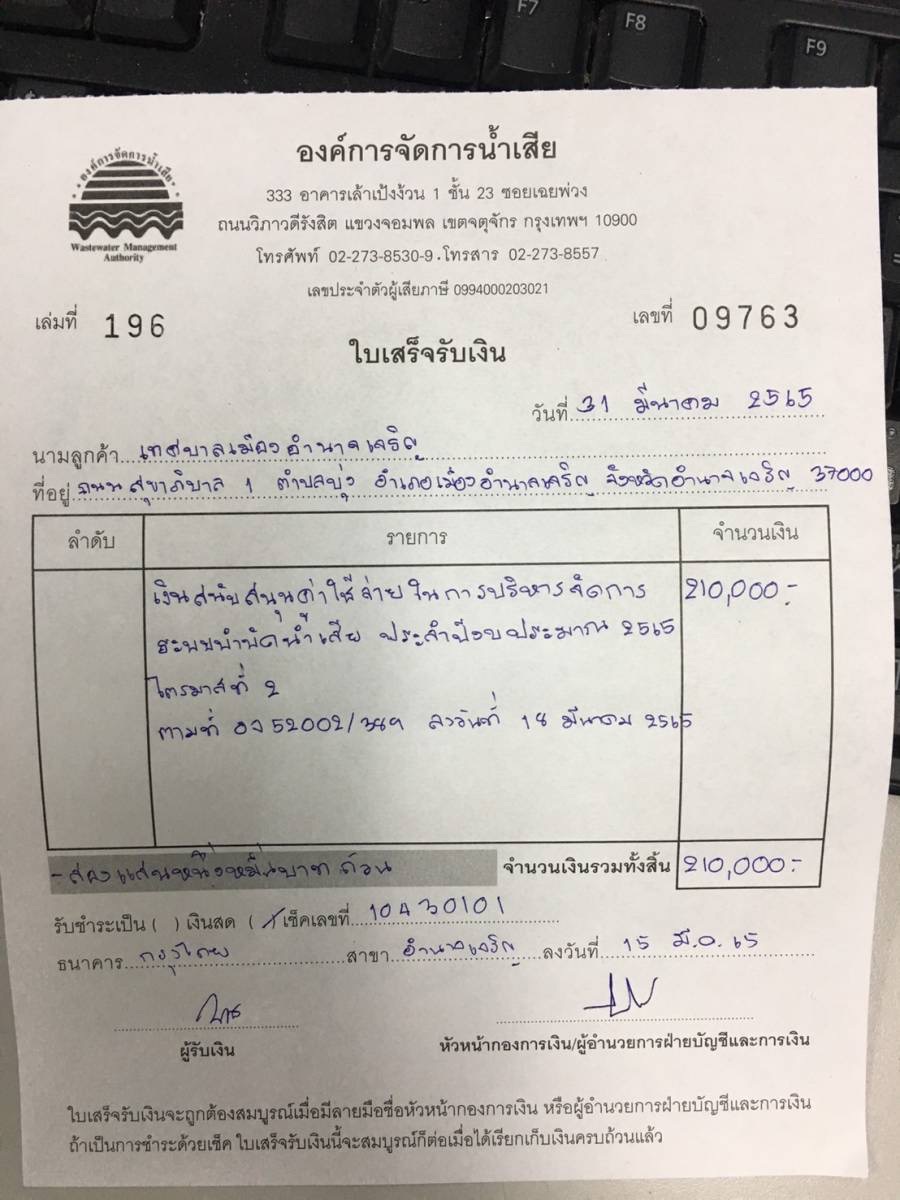 F7
F8
F9
องค์การจัดการน้ำเสีย
Wastewater Management
Authority
องค์การจัดการน้ำเสีย
333 อาคารเล้าเป้งง้วน 1 ชั้น 23 ซอยเฉยพ่วง
ถนนวิภาวดีรังสิต แขวงจอมพล เขตจตุจักร กรุงเทพฯ 10900
โทรศัพท์ 02-273-8530-9.โทรสาร 02-273-8557
เลขประจำตัวผู้เสียภาษี 0994000203021
เล่มที่ 196 เลขที่ 09763
ใบเสร็จรับเงิน
วันที่ 31 มีนาคม 2565
นามลูกค้า เทศบาลเมืองอำนาจเจริญ
ที่อยู่ ถนนสุขาภิบาล 1 ตำบลบุ่ง อำเภอเมืองอำนาจเจริญ จังหวัดอำนาจเจริญ 37000
ลำดับ รายการ จำนวนเงิน
เงินสนับสนุนค่าใช้จ่ายในการบริหารจัดการ 210,000.-
ระบบบำบัดน้ำเสีย ประจำปีงบประมาณ 2565
ไตรมาสที่ 2
ตามที่ อจ 52002/389 ลงวันที่ 18 มีนาคม 2565
-สองแสนหนึ่งหมื่นบาทถ้วน จำนวนเงินรวมทั้งสิ้น 210,000.-
รับชำระเป็น ( ) เงินสด (/) เช็คเลขที่ 10430101
ธนาคาร กรุงไทย สาขา อำนาจเจริญ ลงวันที่ 15 มี.ค. 65
ผู้รับเงิน หัวหน้ากองการเงิน/ผู้อำนวยการฝ่ายบัญชีและการเงิน
ใบเสร็จรับเงินจะถูกต้องสมบูรณ์เมื่อมีลายมือชื่อหัวหน้ากองการเงิน หรือผู้อำนวยการฝ่ายบัญชีและการเงิน
ถ้าเป็นการชำระด้วยเช็ค ใบเสร็จรับเงินนี้จะสมบูรณ์ก็ต่อเมื่อได้เรียกเก็บเงินครบถ้วนแล้ว